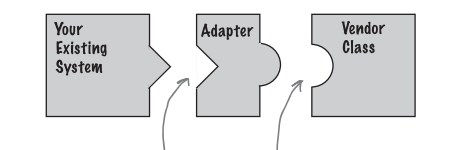 Your
Existing
System
Adapter
Vendor
Class